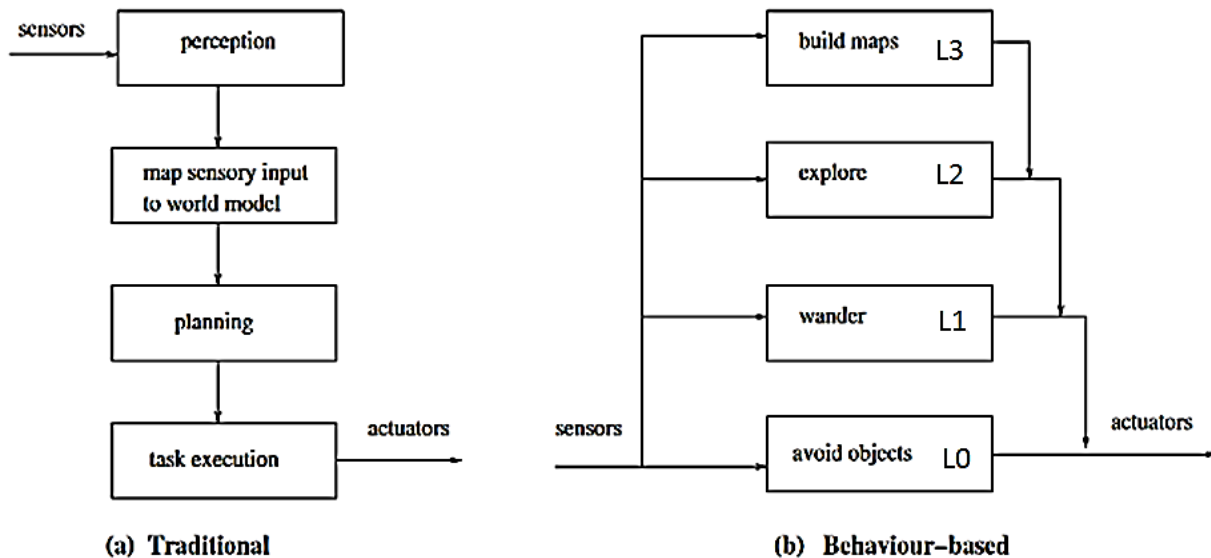 sensors
perception
map sensory input
to world model
planning
task execution
actuators
(a) Traditional
build maps L3
explore L2
wander L1
sensors
avoid objects L0
actuators
(b) Behaviour-based